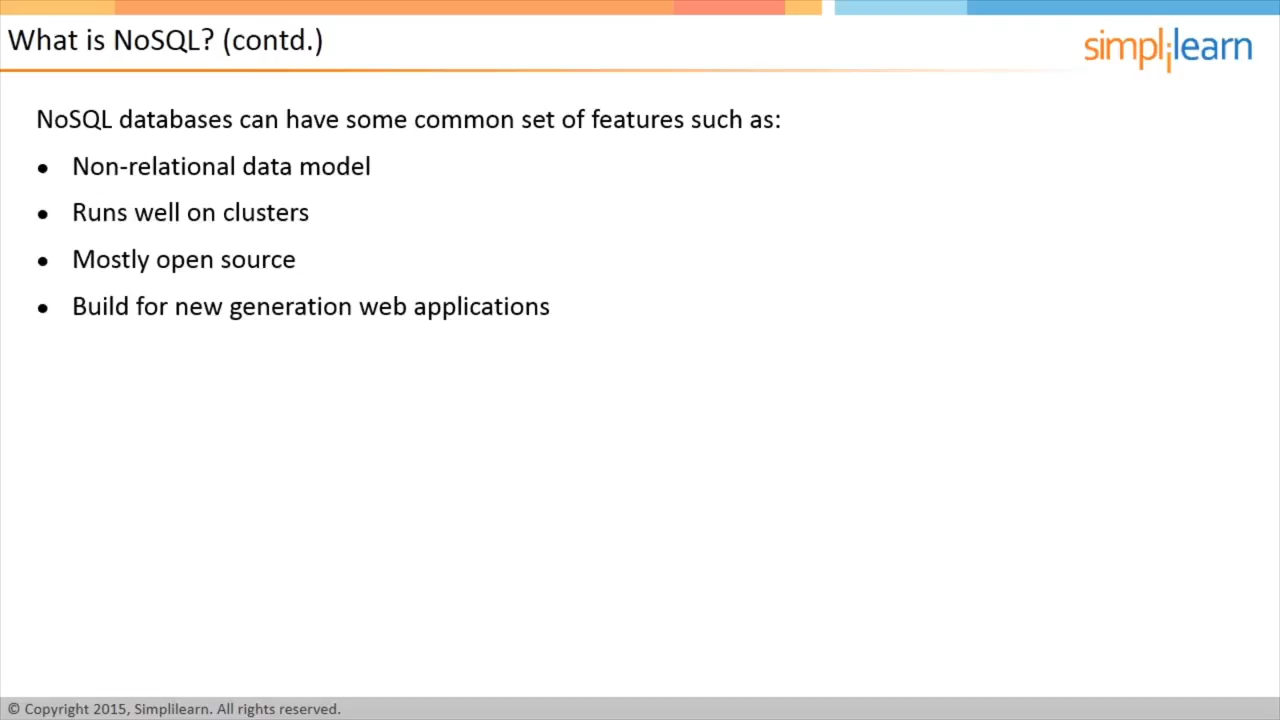 What is NoSQL? (contd.)
simplilearn
NoSQL databases can have some common set of features such as:
● Non-relational data model
● Runs well on clusters
● Mostly open source
● Build for new generation web applications
© Copyright 2015, Simplilearn. All rights reserved.